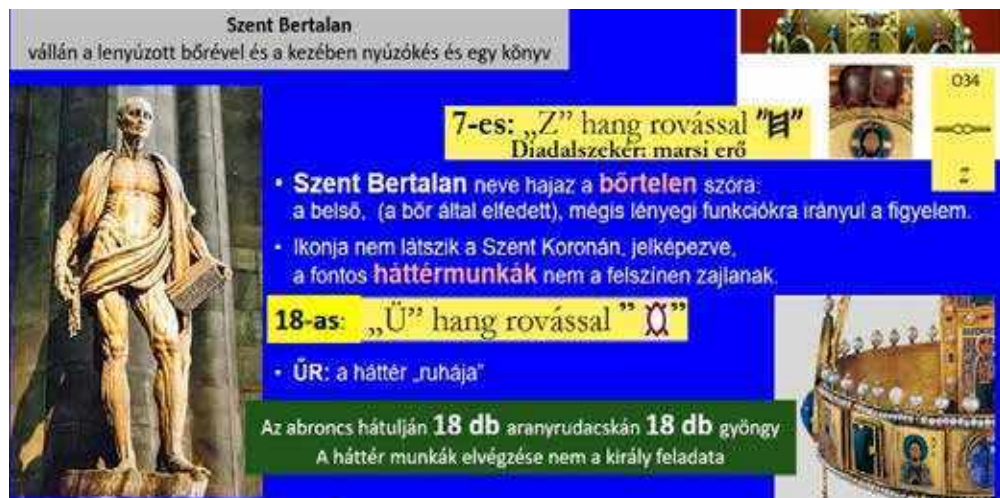 Szent Bertalan
vállán a lenyúzott bőrével és a kezében nyúzókés és egy könyv
O34
z
7-es: „Z” hang rovással ” ”
Diadalszekér: marsi erő
• Szent Bertalan neve hajaz a bőrtelen szóra:
a belső, (a bőr által elfedett), mégis lényegi funkciókra irányul a figyelem.
• Ikonja nem látszik a Szent Koronán, jelképezve,
a fontos háttérmunkák nem a felszínen zajlanak.
18-as: „Ü” hang rovással ” ”
• ŰR: a háttér „ruhája”
Az abroncs hátulján 18 db aranyrudacskán 18 db gyöngy
A háttér munkák elvégzése nem a király feladata